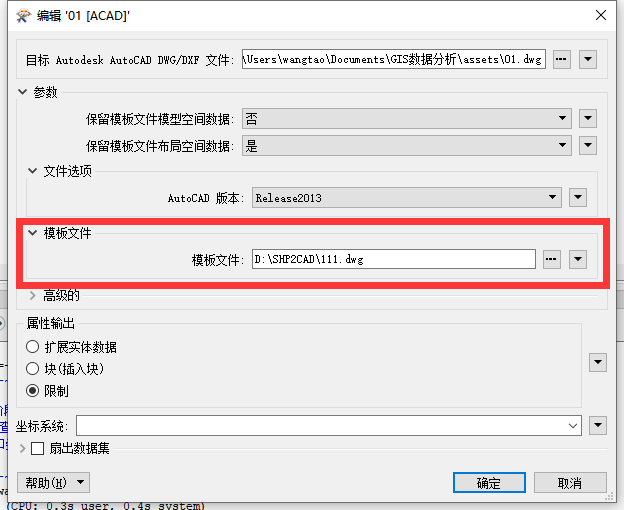 编辑 '01 [ACAD]'
目标 Autodesk AutoCAD DWG/DXF 文件: \Users\wangtao\Documents\GIS数据分析\assets\01.dwg
参数
保留模板文件模型空间数据: 否
保留模板文件布局空间数据: 是
文件选项
AutoCAD 版本: Release2013
模板文件
模板文件: D:\SHP2CAD\111.dwg
高级的
属性输出
扩展实体数据
块(插入块)
限制
坐标系统:
扇出数据集
帮助(H) 确定 取消
(CPU: 0.3s user, 0.4s system)